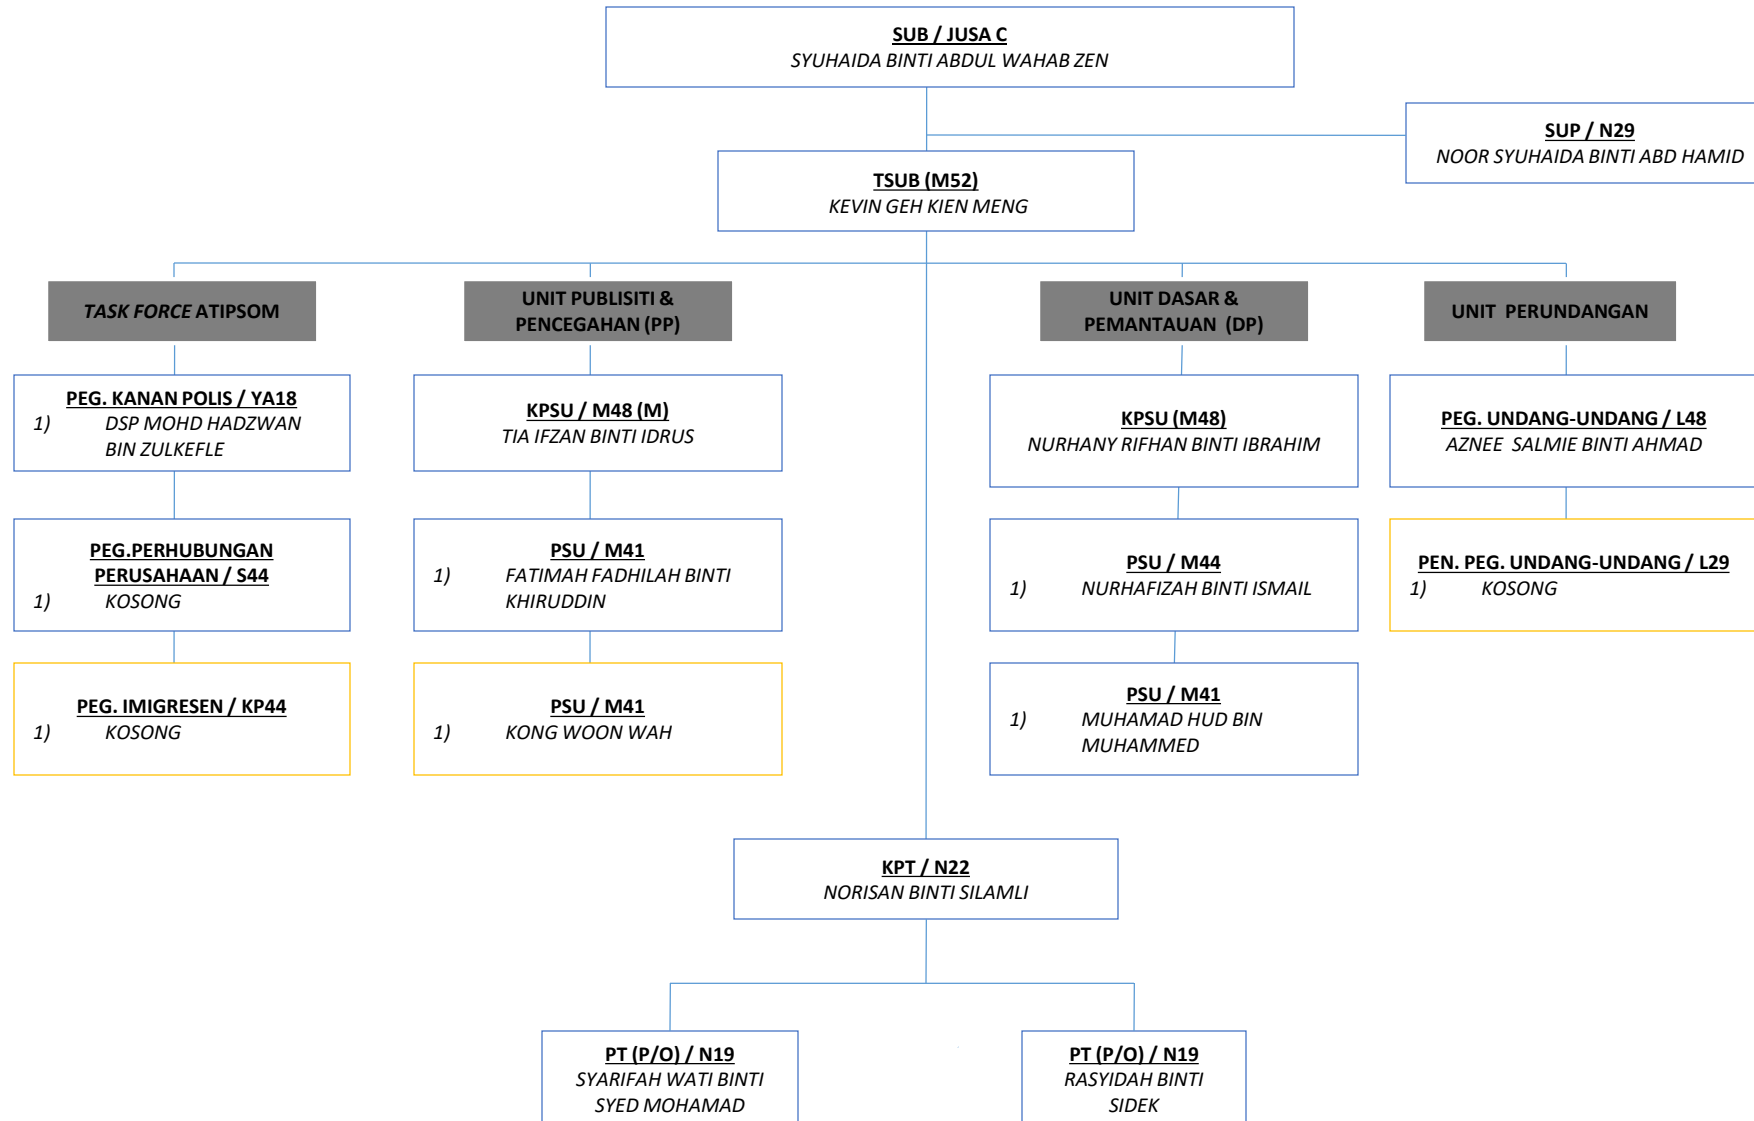 SUB / JUSA C
SYUHAIDA BINTI ABDUL WAHAB ZEN
SUP / N29
NOOR SYUHAIDA BINTI ABD HAMID
TSUB (M52)
KEVIN GEH KIEN MENG
TASK FORCE ATIPSOM
UNIT PUBLISITI &
PENCEGAHAN (PP)
UNIT DASAR &
PEMANTAUAN (DP)
UNIT PERUNDANGAN
PEG. KANAN POLIS / YA18
1) DSP MOHD HADZWAN
BIN ZULKEFLE
KPSU / M48 (M)
TIA IFZAN BINTI IDRUS
KPSU (M48)
NURHANY RIFHAN BINTI IBRAHIM
PEG. UNDANG-UNDANG / L48
AZNEE SALMIE BINTI AHMAD
PEG.PERHUBUNGAN
PERUSAHAAN / S44
1) KOSONG
PSU / M41
1) FATIMAH FADHILAH BINTI
KHIRUDDIN
PSU / M44
1) NURHAFIZAH BINTI ISMAIL
PEN. PEG. UNDANG-UNDANG / L29
1) KOSONG
PEG. IMIGRESEN / KP44
1) KOSONG
PSU / M41
1) KONG WOON WAH
PSU / M41
1) MUHAMAD HUD BIN
MUHAMMED
KPT / N22
NORISAN BINTI SILAMLI
PT (P/O) / N19
SYARIFAH WATI BINTI
SYED MOHAMAD
PT (P/O) / N19
RASYIDAH BINTI
SIDEK